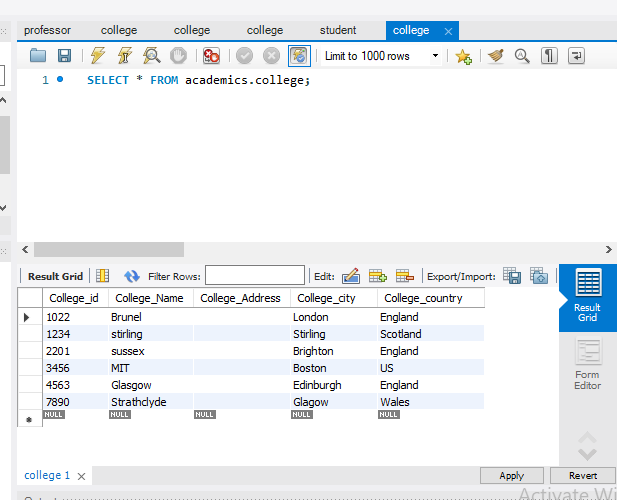 professor college college college student college
Limit to 1000 rows
1 SELECT * FROM academics.college;
Result Grid Filter Rows: Edit: Export/Import:
College_id College_Name College_Address College_city College_country
1022 Brunel London England
1234 stirling Stirling Scotland
2201 sussex Brighton England
3456 MIT Boston US
4563 Glasgow Edinburgh England
7890 Strathclyde Glagow Wales
NULL NULL NULL NULL NULL
Result
Grid
Form
Editor
college 1 Apply Revert
Activate Wi